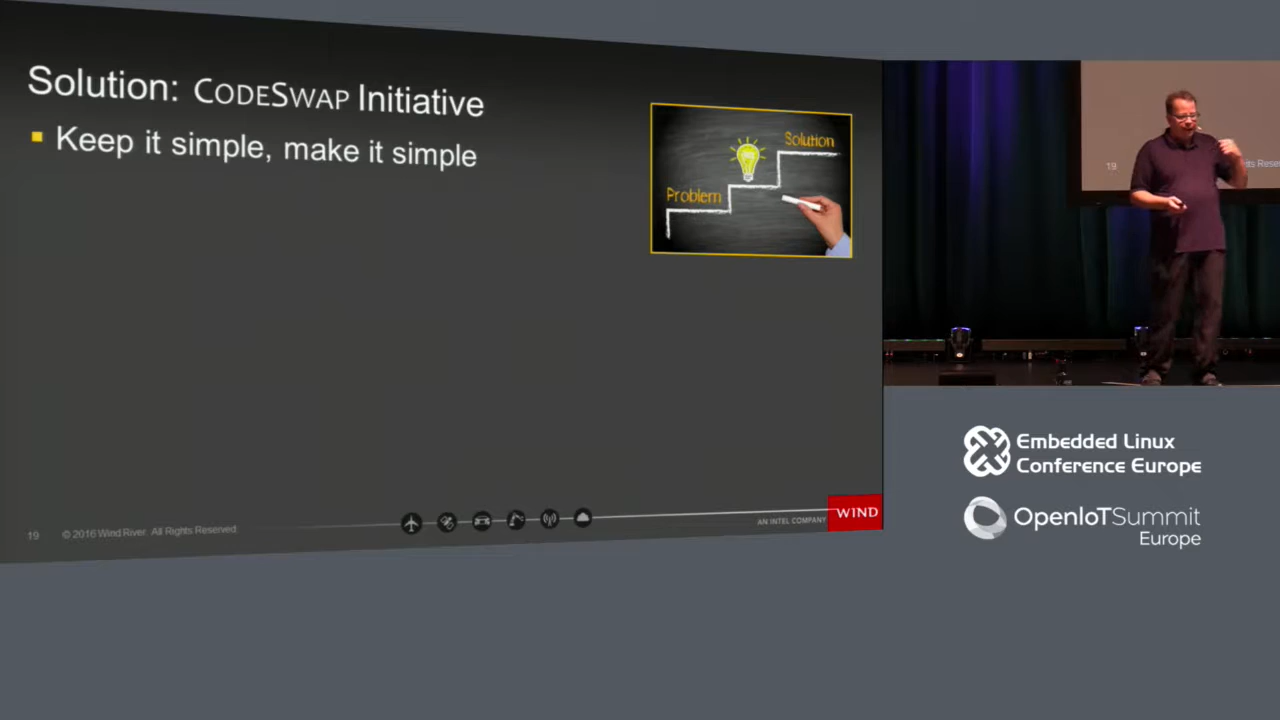 Solution: CODESWAP Initiative
Keep it simple, make it simple
Solution
Problem
19 © 2016 Wind River. All Rights Reserved.
AN INTEL COMPANY
WIND
19
Embedded Linux
Conference Europe
OpenIoTSummit
Europe